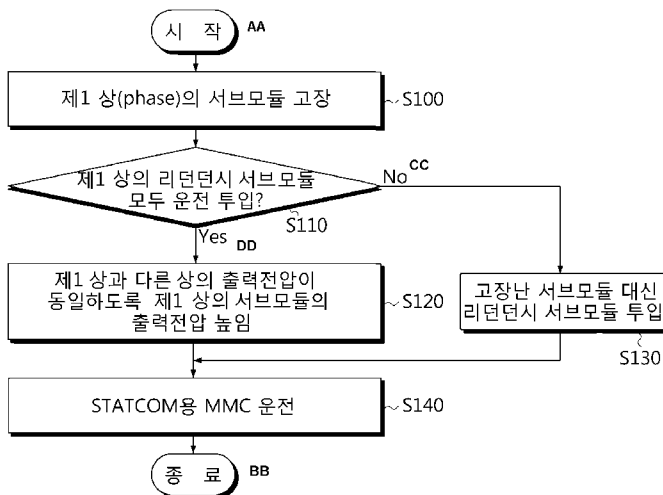 시 작
AA
제1 상(phase)의 서브모듈 고장
S100
제1 상의 리던던시 서브모듈
모두 운전 투입?
No
CC
S110
Yes
DD
제1 상과 다른 상의 출력전압이
동일하도록 제1 상의 서브모듈의
출력전압 높임
S120
고장난 서브모듈 대신
리던던시 서브모듈 투입
S130
STATCOM용 MMC 운전
S140
종 료
BB